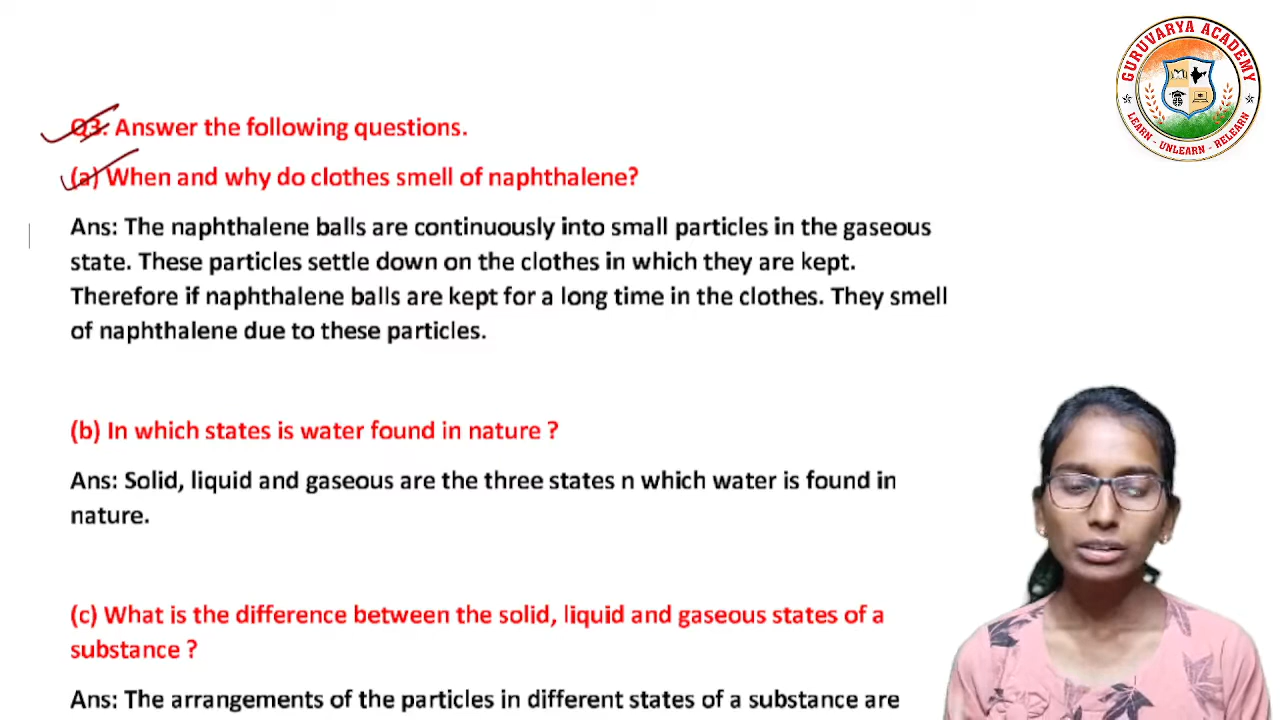 GURUVARYA ACADEMY
LEARN - UNLEARN - RELEARN
Q3. Answer the following questions.
(a) When and why do clothes smell of naphthalene?
Ans: The naphthalene balls are continuously into small particles in the gaseous
state. These particles settle down on the clothes in which they are kept.
Therefore if naphthalene balls are kept for a long time in the clothes. They smell
of naphthalene due to these particles.
(b) In which states is water found in nature ?
Ans: Solid, liquid and gaseous are the three states n which water is found in
nature.
(c) What is the difference between the solid, liquid and gaseous states of a
substance ?
Ans: The arrangements of the particles in different states of a substance are